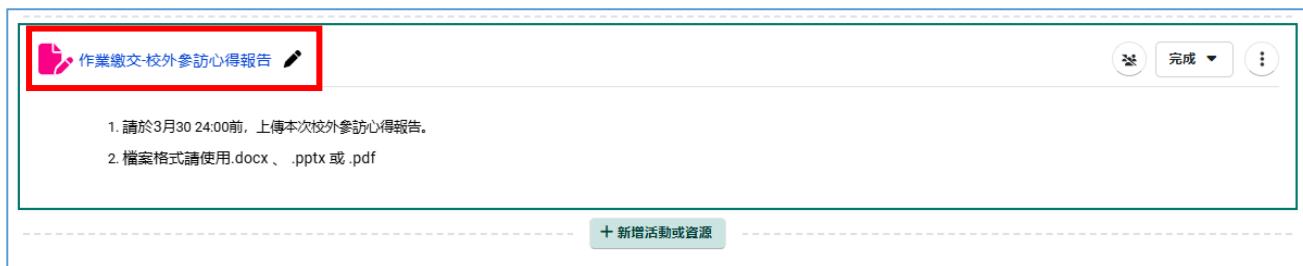 作業繳交-校外參訪心得報告
完成
1. 請於3月30 24:00前，上傳本次校外參訪心得報告。
2. 檔案格式請使用.docx 、 .pptx 或 .pdf
+ 新增活動或資源